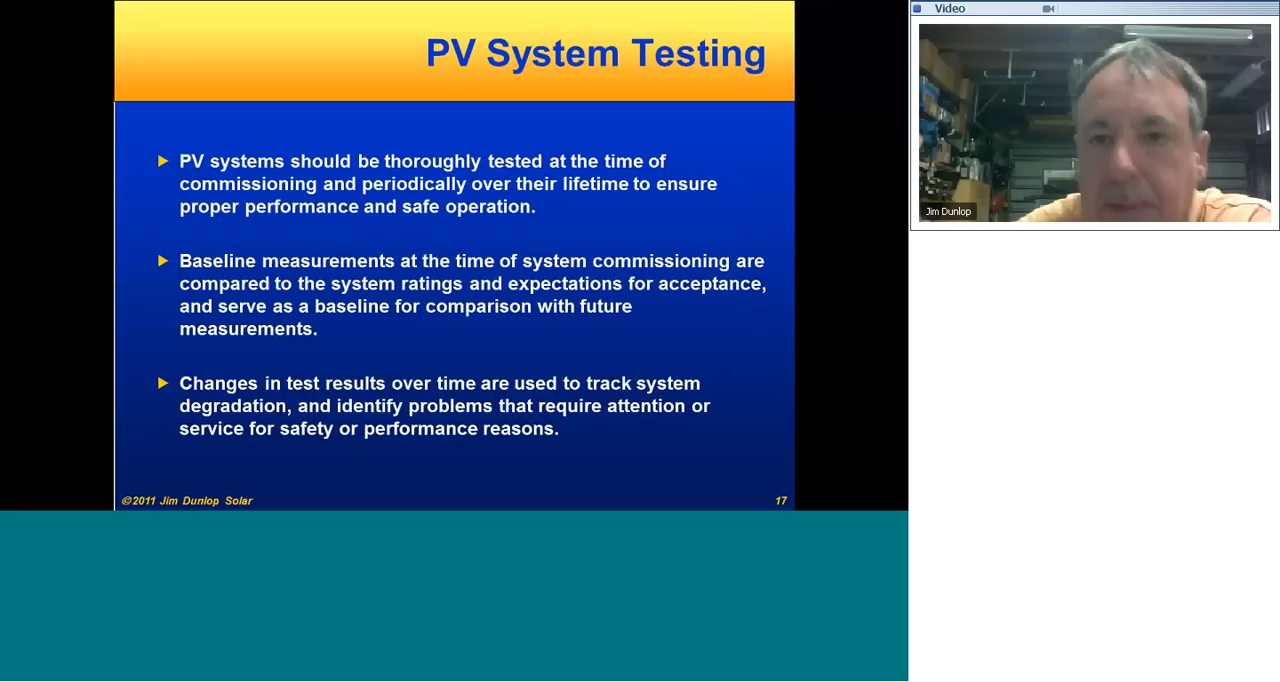 PV System Testing
PV systems should be thoroughly tested at the time of
commissioning and periodically over their lifetime to ensure
proper performance and safe operation.
Baseline measurements at the time of system commissioning are
compared to the system ratings and expectations for acceptance,
and serve as a baseline for comparison with future
measurements.
Changes in test results over time are used to track system
degradation, and identify problems that require attention or
service for safety or performance reasons.
©2011 Jim Dunlop Solar
17
Video
Jim Dunlop